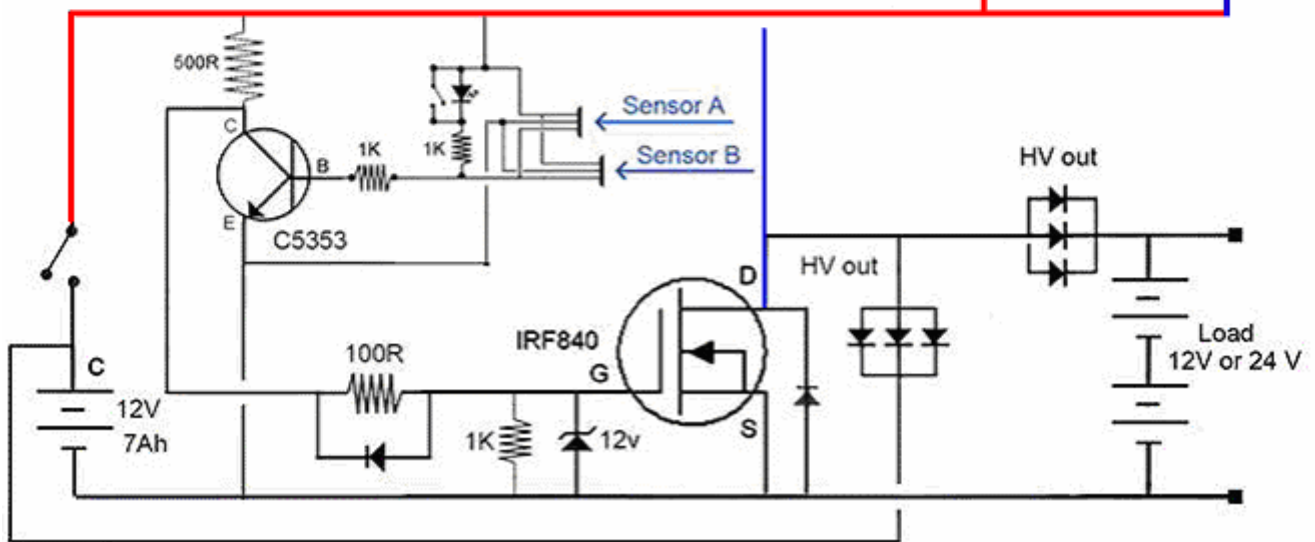 500R
C
B
E
C5353
1K
1K
Sensor A
Sensor B
HV out
HV out
D
IRF840
G
S
100R
1K
12v
C
12V
7Ah
Load
12V or 24 V